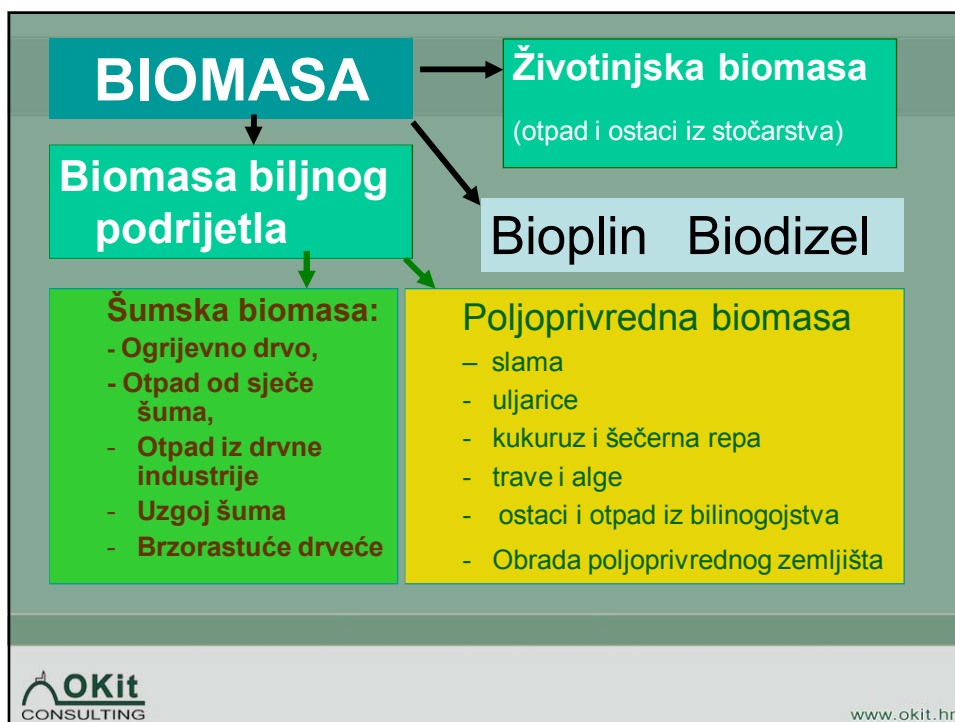 BIOMASA
Životinjska biomasa
(otpad i ostaci iz stočarstva)
Biomasa biljnog
podrijetla
Bioplin Biodizel
Šumska biomasa:
- Ogrijevno drvo,
- Otpad od sječe
šuma,
- Otpad iz drvne
industrije
- Uzgoj šuma
- Brzorastuće drveće
Poljoprivredna biomasa
– slama
- uljarice
- kukuruz i šečerna repa
- trave i alge
- ostaci i otpad iz bilinogojstva
- Obrada poljoprivrednog zemljišta
OKit
CONSULTING
www.okit.hr